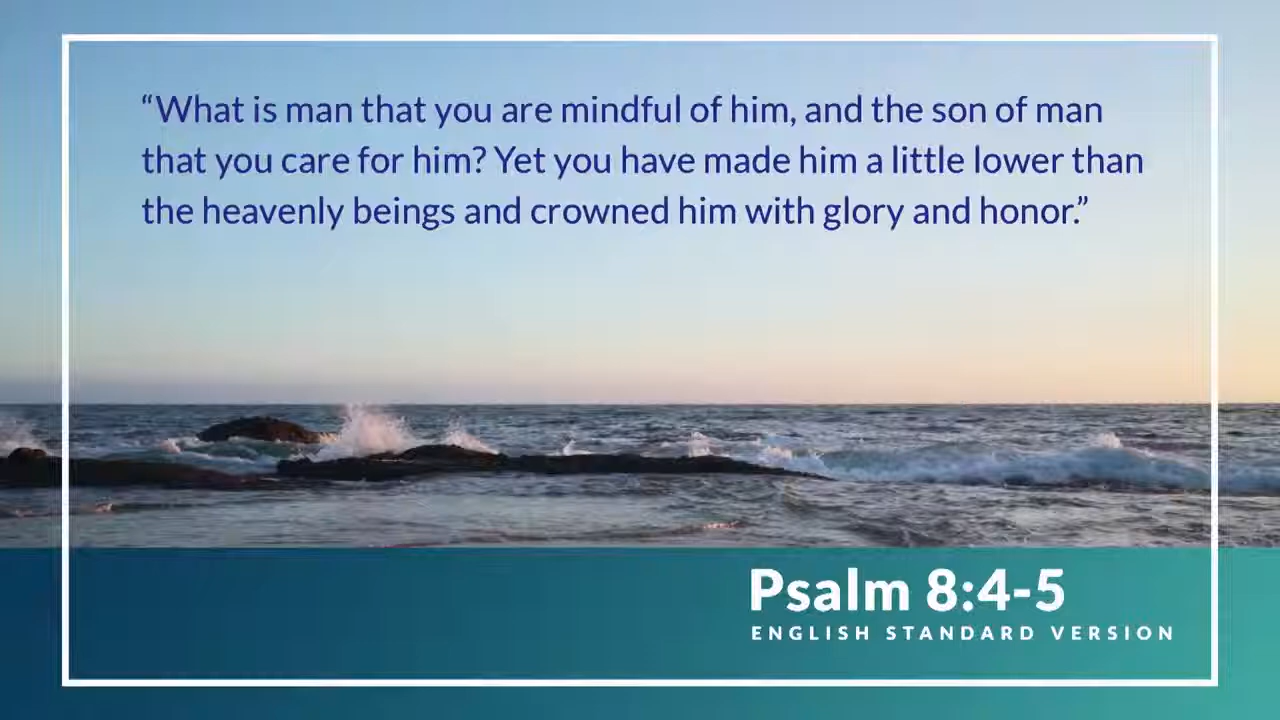 “What is man that you are mindful of him, and the son of man
that you care for him? Yet you have made him a little lower than
the heavenly beings and crowned him with glory and honor.”
Psalm 8:4-5
ENGLISH STANDARD VERSION